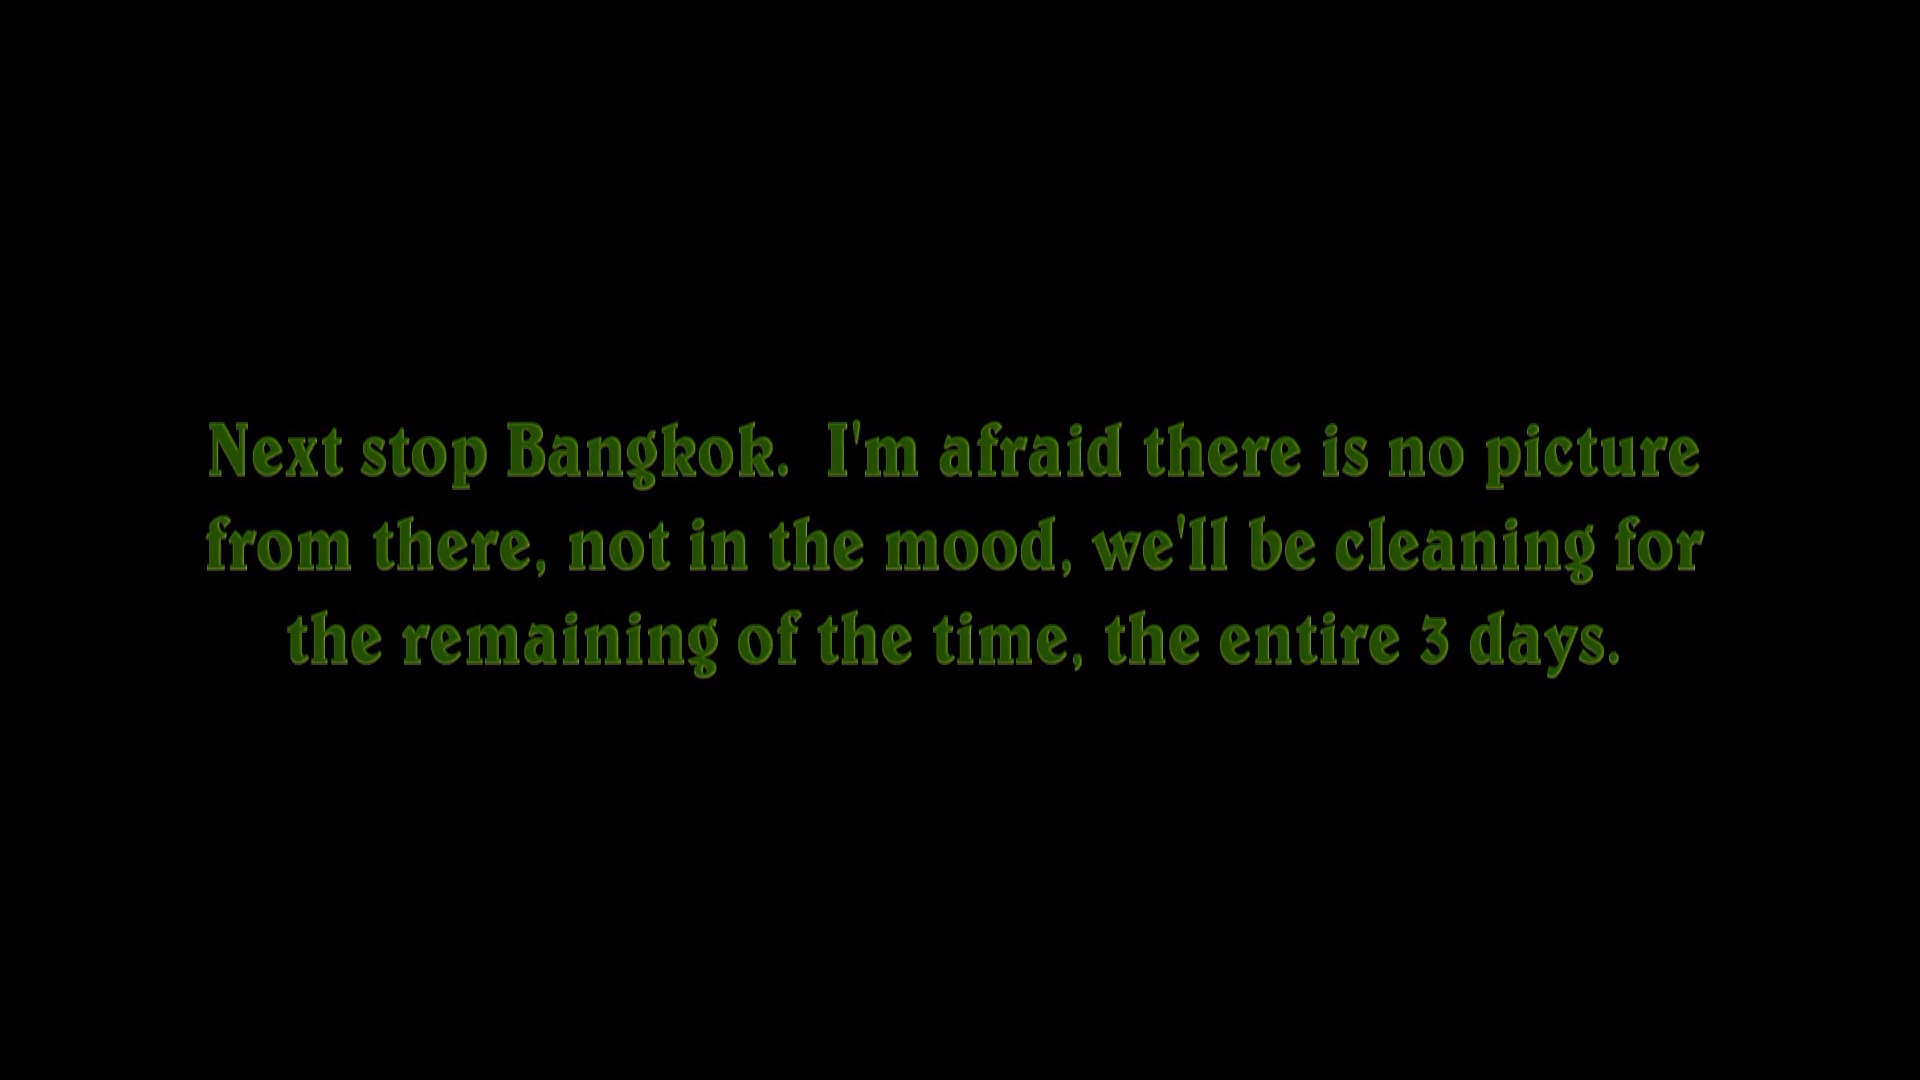 Next stop Bangkok.  I'm afraid there is no picture
from there, not in the mood, we'll be cleaning for
the remaining of the time, the entire 3 days.